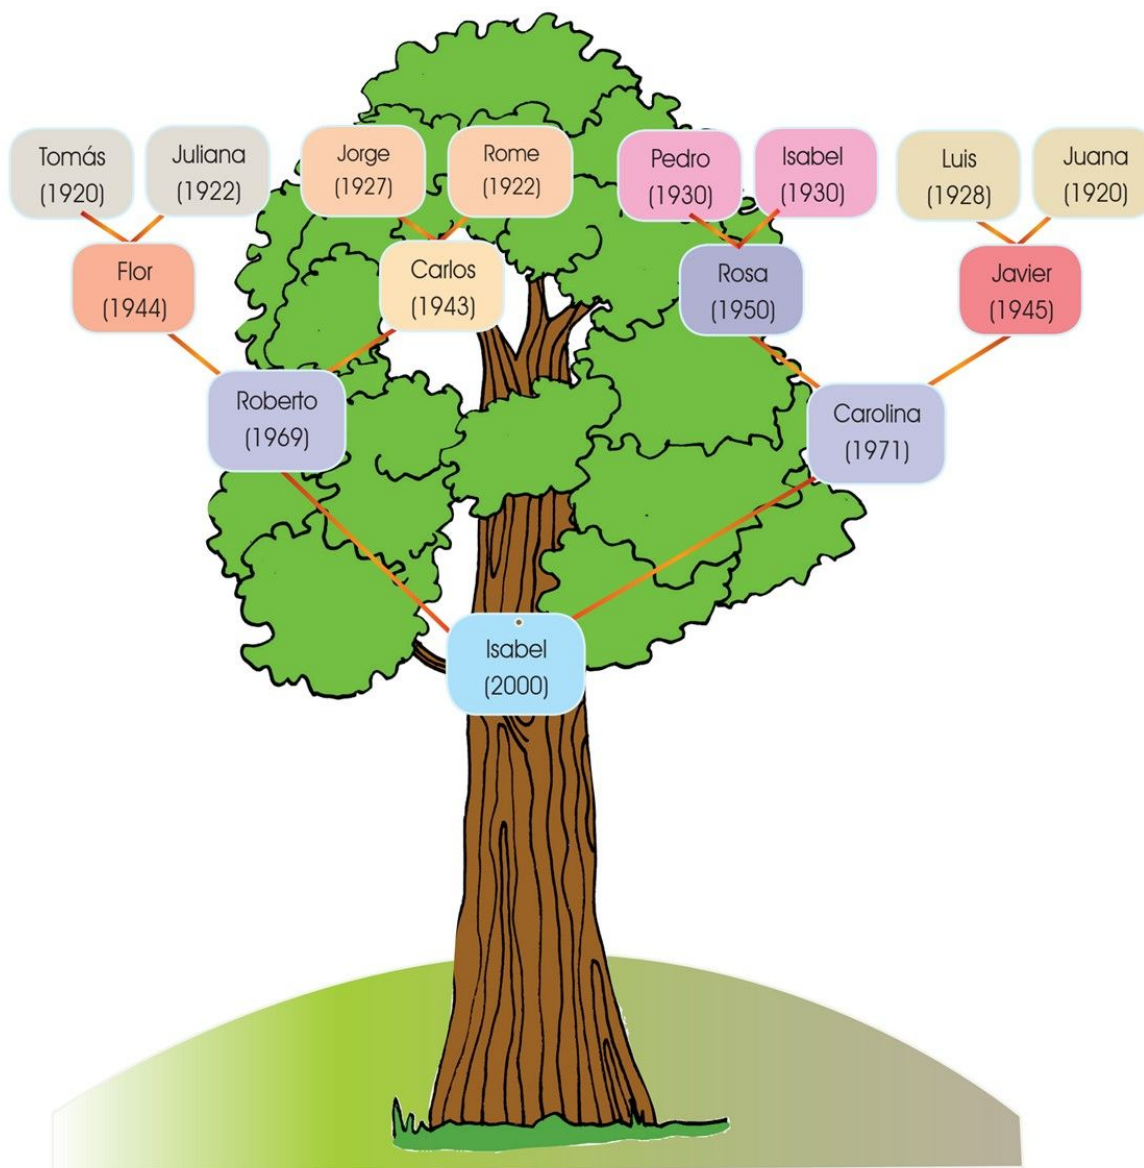 Tomás
(1920)
Juliana
(1922)
Jorge
(1927)
Rome
(1922)
Pedro
(1930)
Isabel
(1930)
Luis
(1928)
Juana
(1920)
Flor
(1944)
Carlos
(1943)
Rosa
(1950)
Javier
(1945)
Roberto
(1969)
Carolina
(1971)
Isabel
(2000)